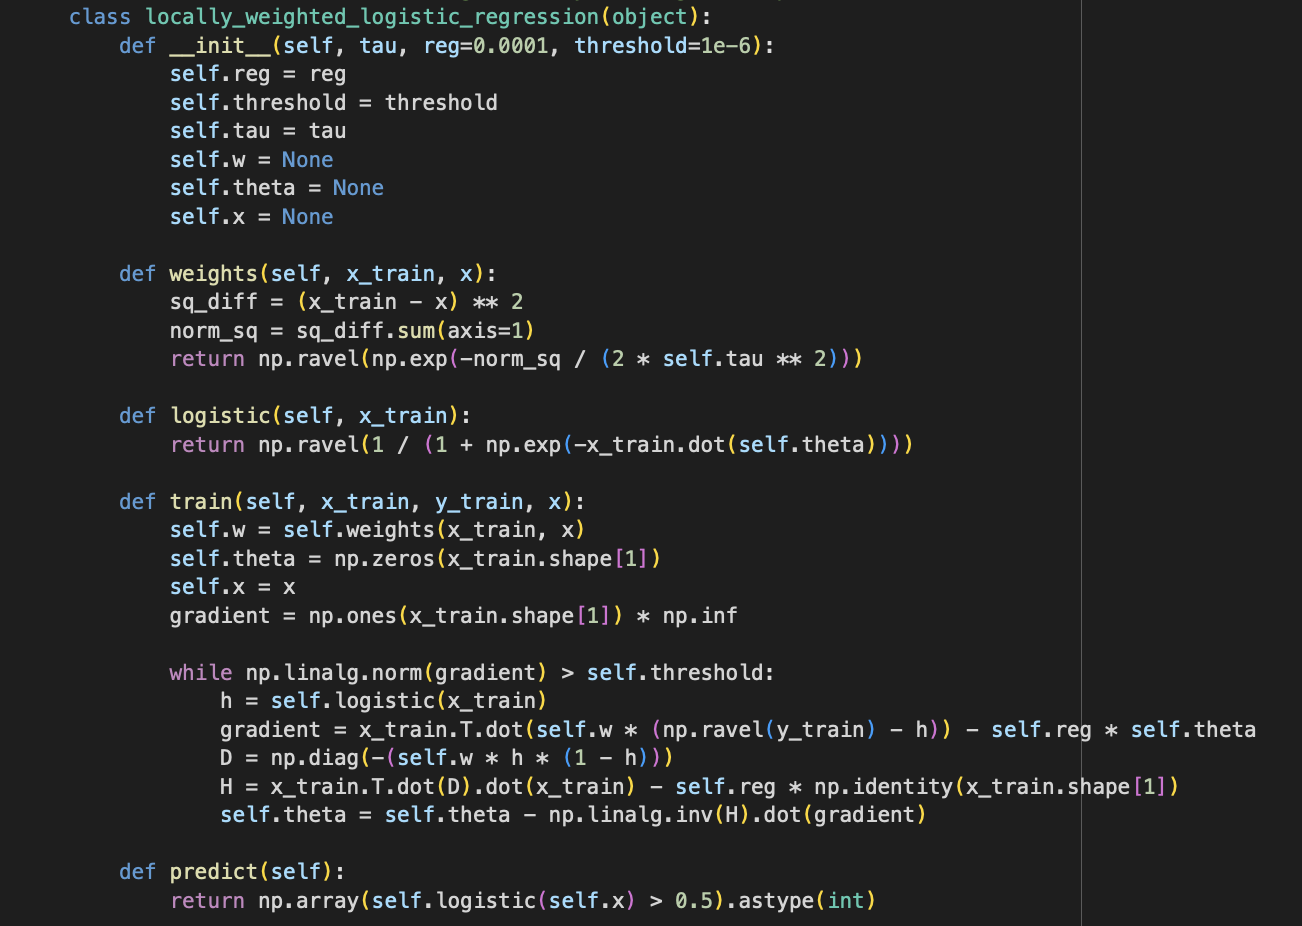 class locally_weighted_logistic_regression(object):
    def __init__(self, tau, reg=0.0001, threshold=1e-6):
        self.reg = reg
        self.threshold = threshold
        self.tau = tau
        self.w = None
        self.theta = None
        self.x = None

    def weights(self, x_train, x):
        sq_diff = (x_train - x) ** 2
        norm_sq = sq_diff.sum(axis=1)
        return np.ravel(np.exp(-norm_sq / (2 * self.tau ** 2)))

    def logistic(self, x_train):
        return np.ravel(1 / (1 + np.exp(-x_train.dot(self.theta))))

    def train(self, x_train, y_train, x):
        self.w = self.weights(x_train, x)
        self.theta = np.zeros(x_train.shape[1])
        self.x = x
        gradient = np.ones(x_train.shape[1]) * np.inf

        while np.linalg.norm(gradient) > self.threshold:
            h = self.logistic(x_train)
            gradient = x_train.T.dot(self.w * (np.ravel(y_train) - h)) - self.reg * self.theta
            D = np.diag(-(self.w * h * (1 - h)))
            H = x_train.T.dot(D).dot(x_train) - self.reg * np.identity(x_train.shape[1])
            self.theta = self.theta - np.linalg.inv(H).dot(gradient)

    def predict(self):
        return np.array(self.logistic(self.x) > 0.5).astype(int)